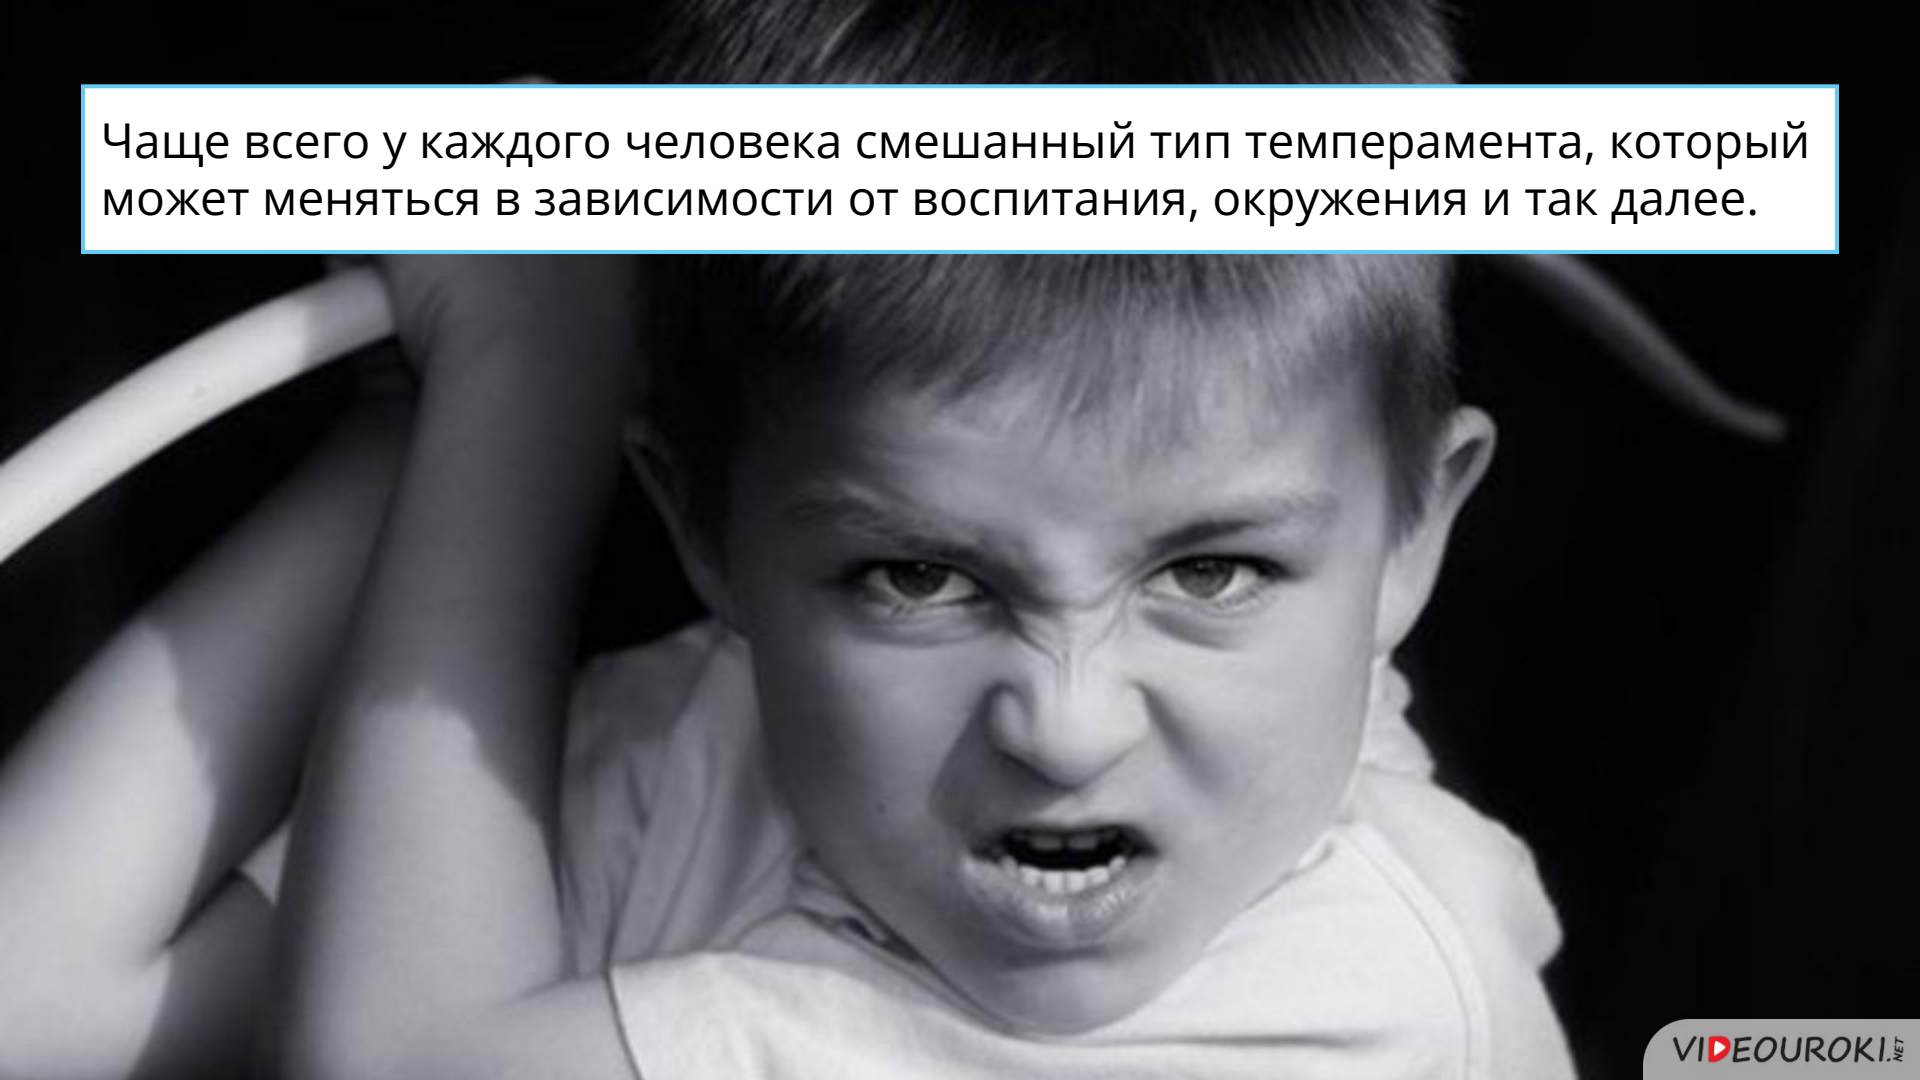 Чаще всего у каждого человека смешанный тип темперамента, который
может меняться в зависимости от воспитания, окружения и так далее.
VIDEOUROKI.NET